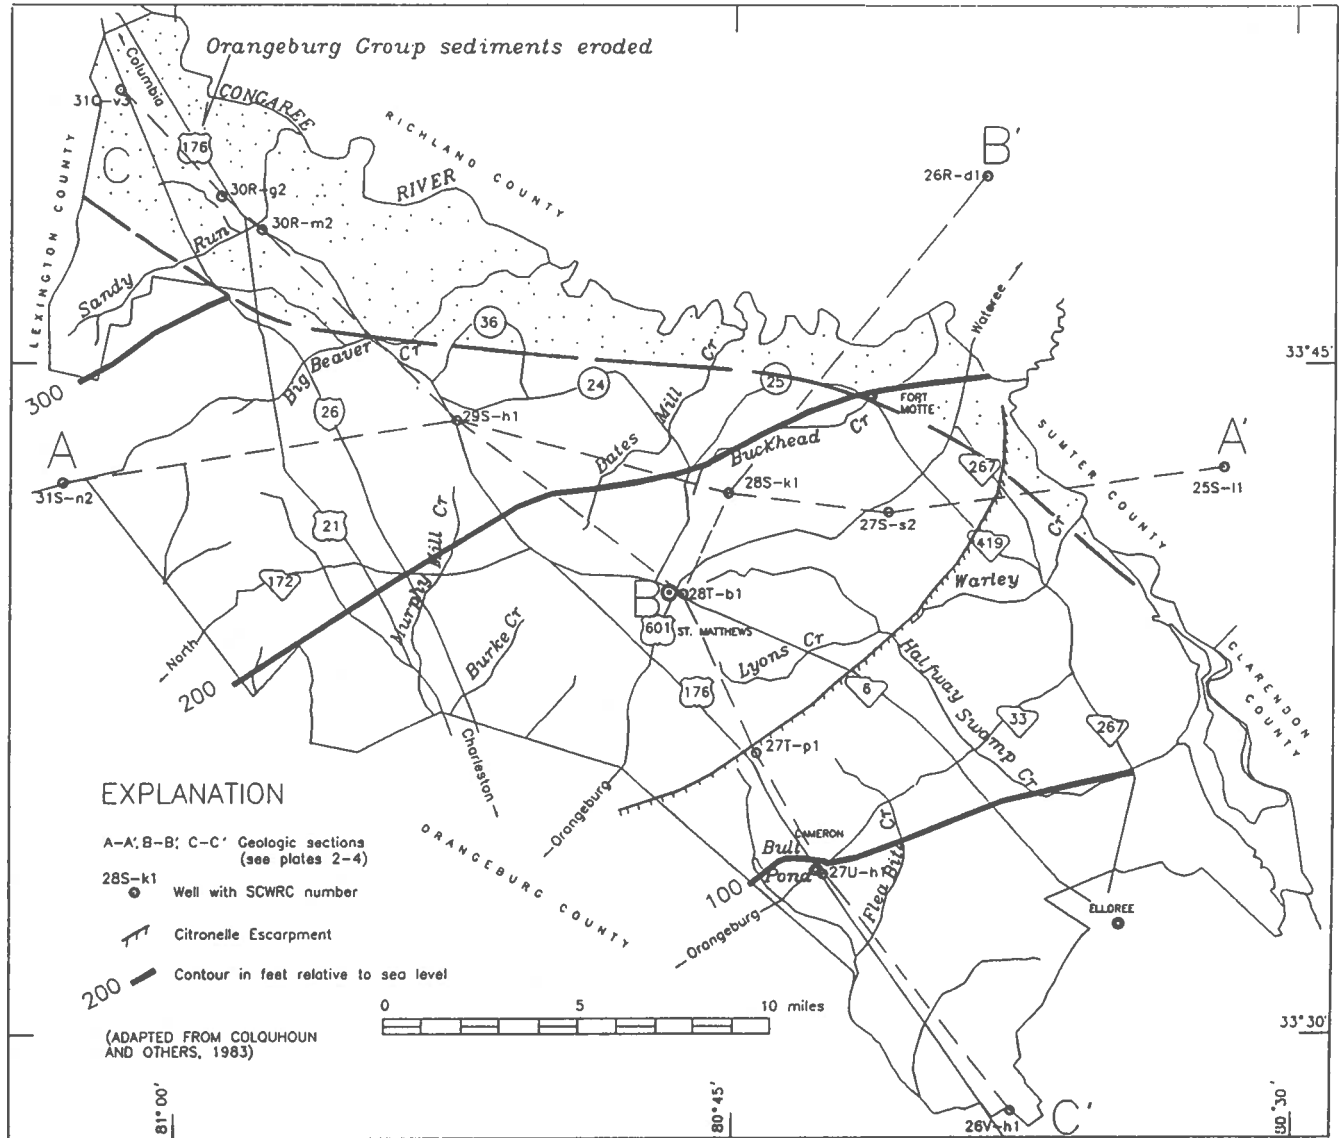 Orangeburg Group sediments eroded
Columbia
31Q-v3
CONGAREE
RICHLAND COUNTY
B'
176
C
LEXINGTON COUNTY
30R-g2
RIVER
26R-d1
30R-m2
Run
Sandy
Wateree
36
33°45'
Big Beaver Cr
Cr
24
25
300
Mill
FORT
MOTTE
26
29S-h1
Cr
SUMTER COUNTY
A
Bates
Buckhead
A'
267
31S-n2
28S-k1
25S-l1
21
Murphy Mill Cr
27S-s2
Cr
419
172
Warley
B
28T-b1
601
ST. MATTHEWS
Burke Cr
Cr
Lyons
North
CLARENDON
COUNTY
200
176
6
Halfway Swamp Cr
33
267
27T-p1
Charleston
EXPLANATION
Orangeburg
A-A', B-B', C-C' Geologic sections
(see plates 2-4)
CAMERON
Cr
ORANGEBURG COUNTY
Bull
Pond
28S-k1
Well with SCWRC number
27U-h1
100
Flea Bite
ELLOREE
Citronelle Escarpment
Orangeburg
200
Contour in feet relative to sea level
0 5 10 miles
(ADAPTED FROM COLQUHOUN
AND OTHERS, 1983)
33°30'
81°00'
80°45'
80°30'
26V-h1
C'